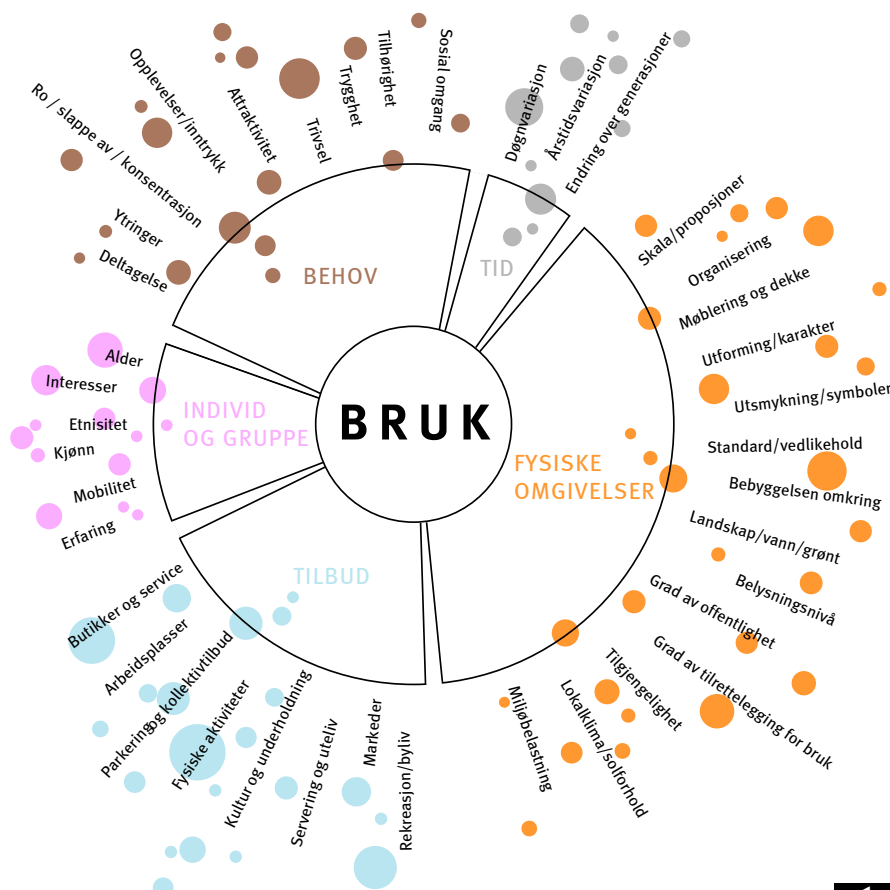 BRUK
BEHOV
Deltagelse
Ytringer
Ro / slappe av / konsentrasjon
Opplevelser/inntrykk
Attraktivitet
Trivsel
Trygghet
Tilhørighet
Sosial omgang
TID
Døgnvariasjon
Årstidsvariasjon
Endring over generasjoner
FYSISKE
OMGIVELSER
Skala/proposjoner
Organisering
Møblering og dekke
Utforming/karakter
Utsmykning/symboler
Standard/vedlikehold
Bebyggelsen omkring
Landskap/vann/grønt
Belysningsnivå
Grad av offentlighet
Grad av tilrettelegging for bruk
Tilgjengelighet
Lokalklima/solforhold
Miljøbelastning
TILBUD
Rekreasjon/byliv
Markeder
Servering og uteliv
Kultur og underholdning
Fysiske aktiviteter
Parkering og kollektivtilbud
Arbeidsplasser
Butikker og service
INDIVID
OG GRUPPE
Erfaring
Mobilitet
Kjønn
Etnisitet
Interesser
Alder